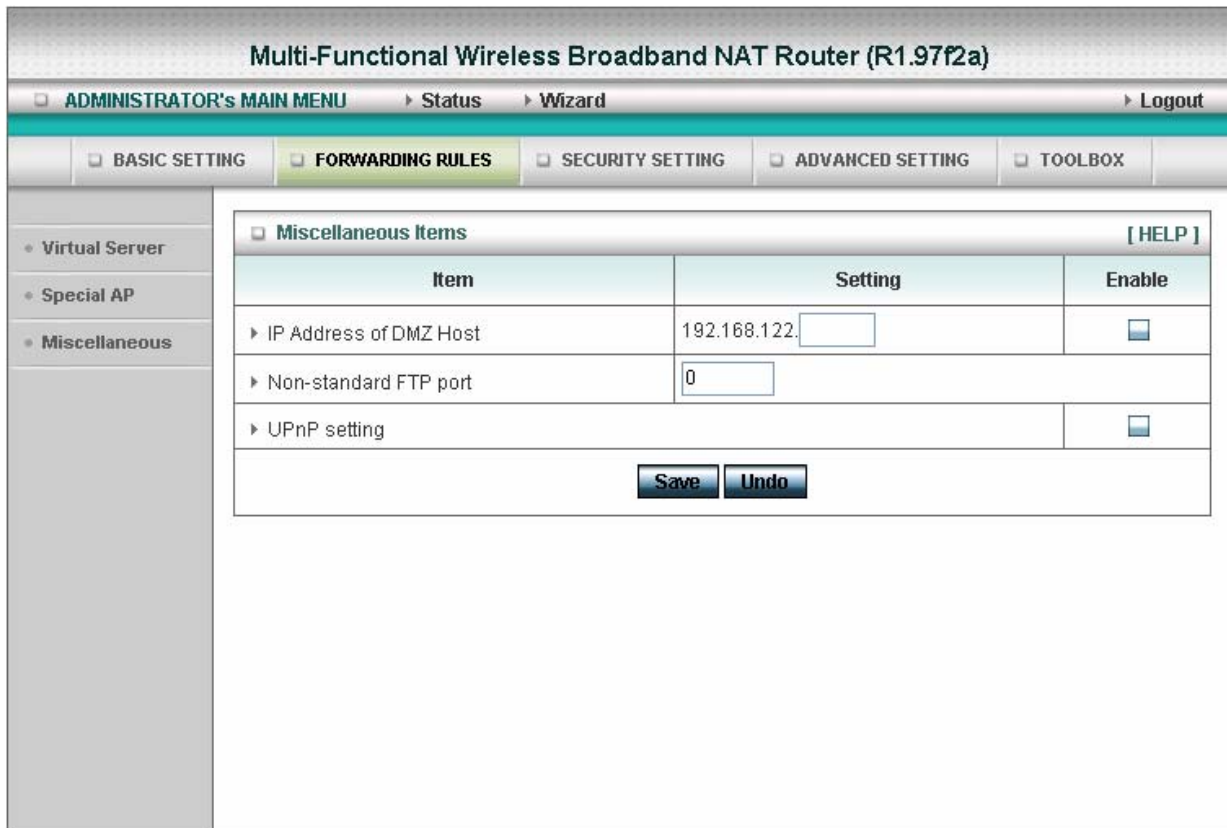 Multi-Functional Wireless Broadband NAT Router (R1.97f2a)
ADMINISTRATOR's MAIN MENU Status Wizard Logout
BASIC SETTING FORWARDING RULES SECURITY SETTING ADVANCED SETTING TOOLBOX
Virtual Server
Special AP
Miscellaneous
Miscellaneous Items [ HELP ]
Item Setting Enable
IP Address of DMZ Host 192.168.122.
Non-standard FTP port 0
UPnP setting
Save Undo